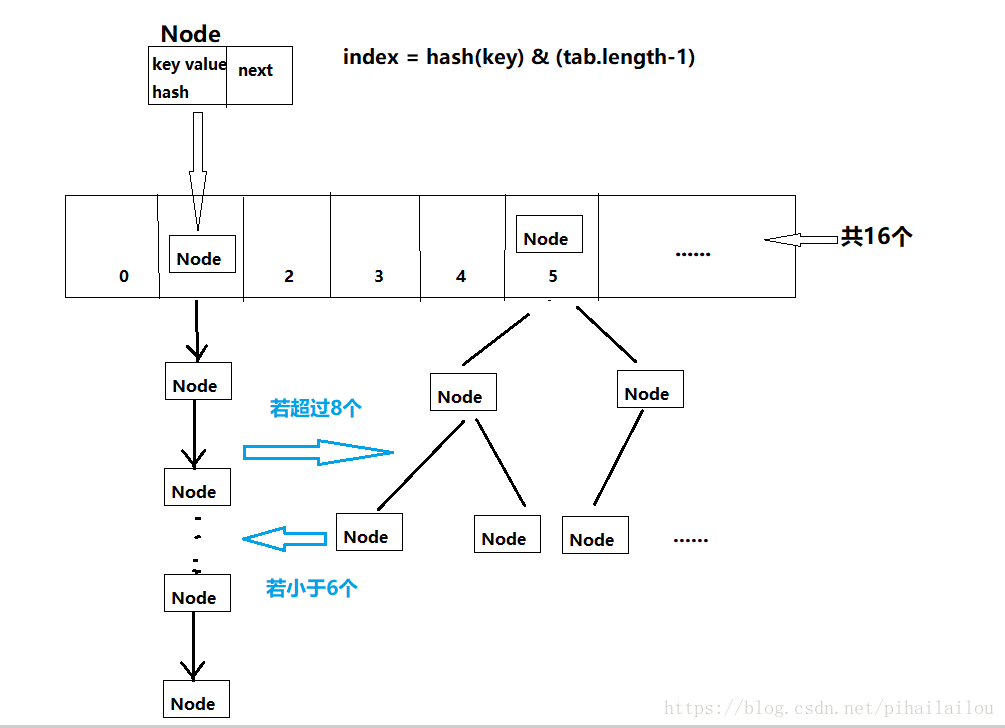 Node
index = hash(key) & (tab.length-1)
key value
next
hash
Node
Node
......
共16个
0
2
3
4
5
Node
Node
Node
若超过8个
Node
Node
Node
Node
......
若小于6个
Node
Node
https://blog.csdn.net/pihailailou